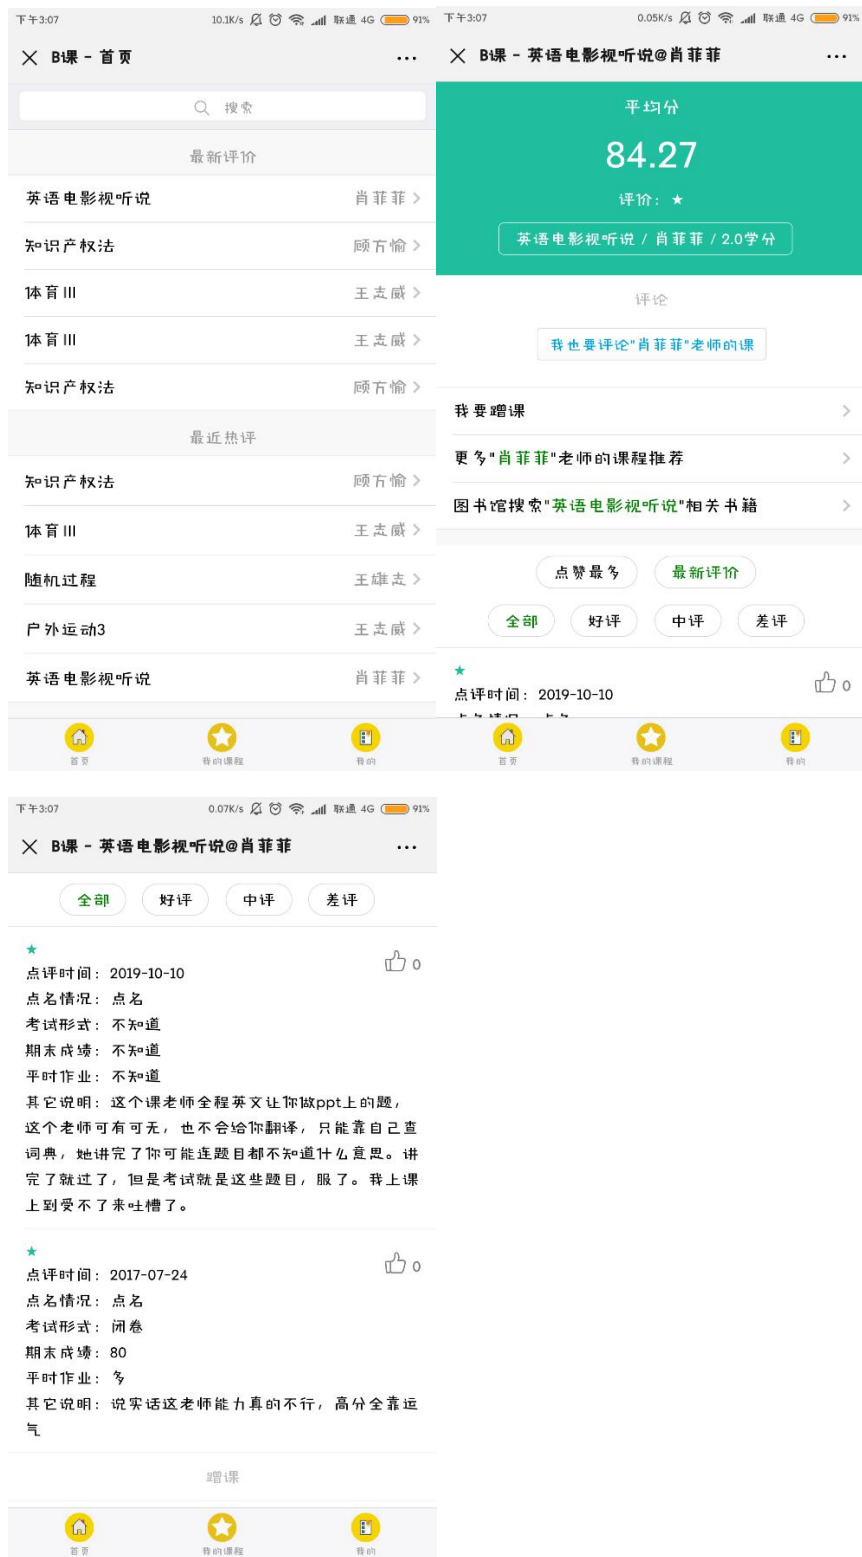 下午3:07 10.1K/s 联通 4G 91%
B课 - 首页
搜索
最新评价
英语电影视听说 肖菲菲
知识产权法 顾方愉
体育III 王志威
体育III 王志威
知识产权法 顾方愉
最近热评
知识产权法 顾方愉
体育III 王志威
随机过程 王雄志
户外运动3 王志威
英语电影视听说 肖菲菲
首页 我的课程 我的
下午3:07 0.05K/s 联通 4G 91%
B课 - 英语电影视听说@肖菲菲
平均分
84.27
评价：★
英语电影视听说 / 肖菲菲 / 2.0学分
评论
我也要评论"肖菲菲"老师的课
我要蹭课
更多"肖菲菲"老师的课程推荐
图书馆搜索"英语电影视听说"相关书籍
点赞最多 最新评价
全部 好评 中评 差评
★
点评时间：2019-10-10 0
首页 我的课程 我的
下午3:07 0.07K/s 联通 4G 91%
B课 - 英语电影视听说@肖菲菲
全部 好评 中评 差评
★
点评时间：2019-10-10 0
点名情况：点名
考试形式：不知道
期末成绩：不知道
平时作业：不知道
其它说明：这个课老师全程英文让你做ppt上的题，
这个老师可有可无，也不会给你翻译，只能靠自己查
词典，她讲完了你可能连题目都不知道什么意思。讲
完了就过了，但是考试就是这些题目，服了。我上课
上到受不了来吐槽了。
★
点评时间：2017-07-24 0
点名情况：点名
考试形式：闭卷
期末成绩：80
平时作业：多
其它说明：说实话这老师能力真的不行，高分全靠运
气
蹭课
首页 我的课程 我的